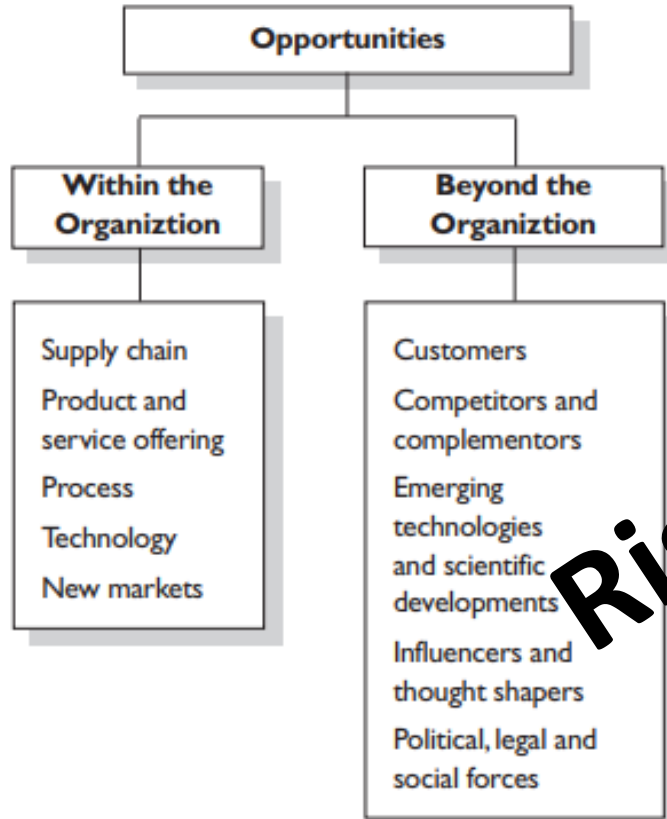 Opportunities
Within the
Organiztion
Beyond the
Organiztion
Supply chain
Product and
service offering
Process
Technology
New markets
Customers
Competitors and
complementors
Emerging
technologies
and scientific
developments
Influencers and
thought shapers
Political, legal and
social forces